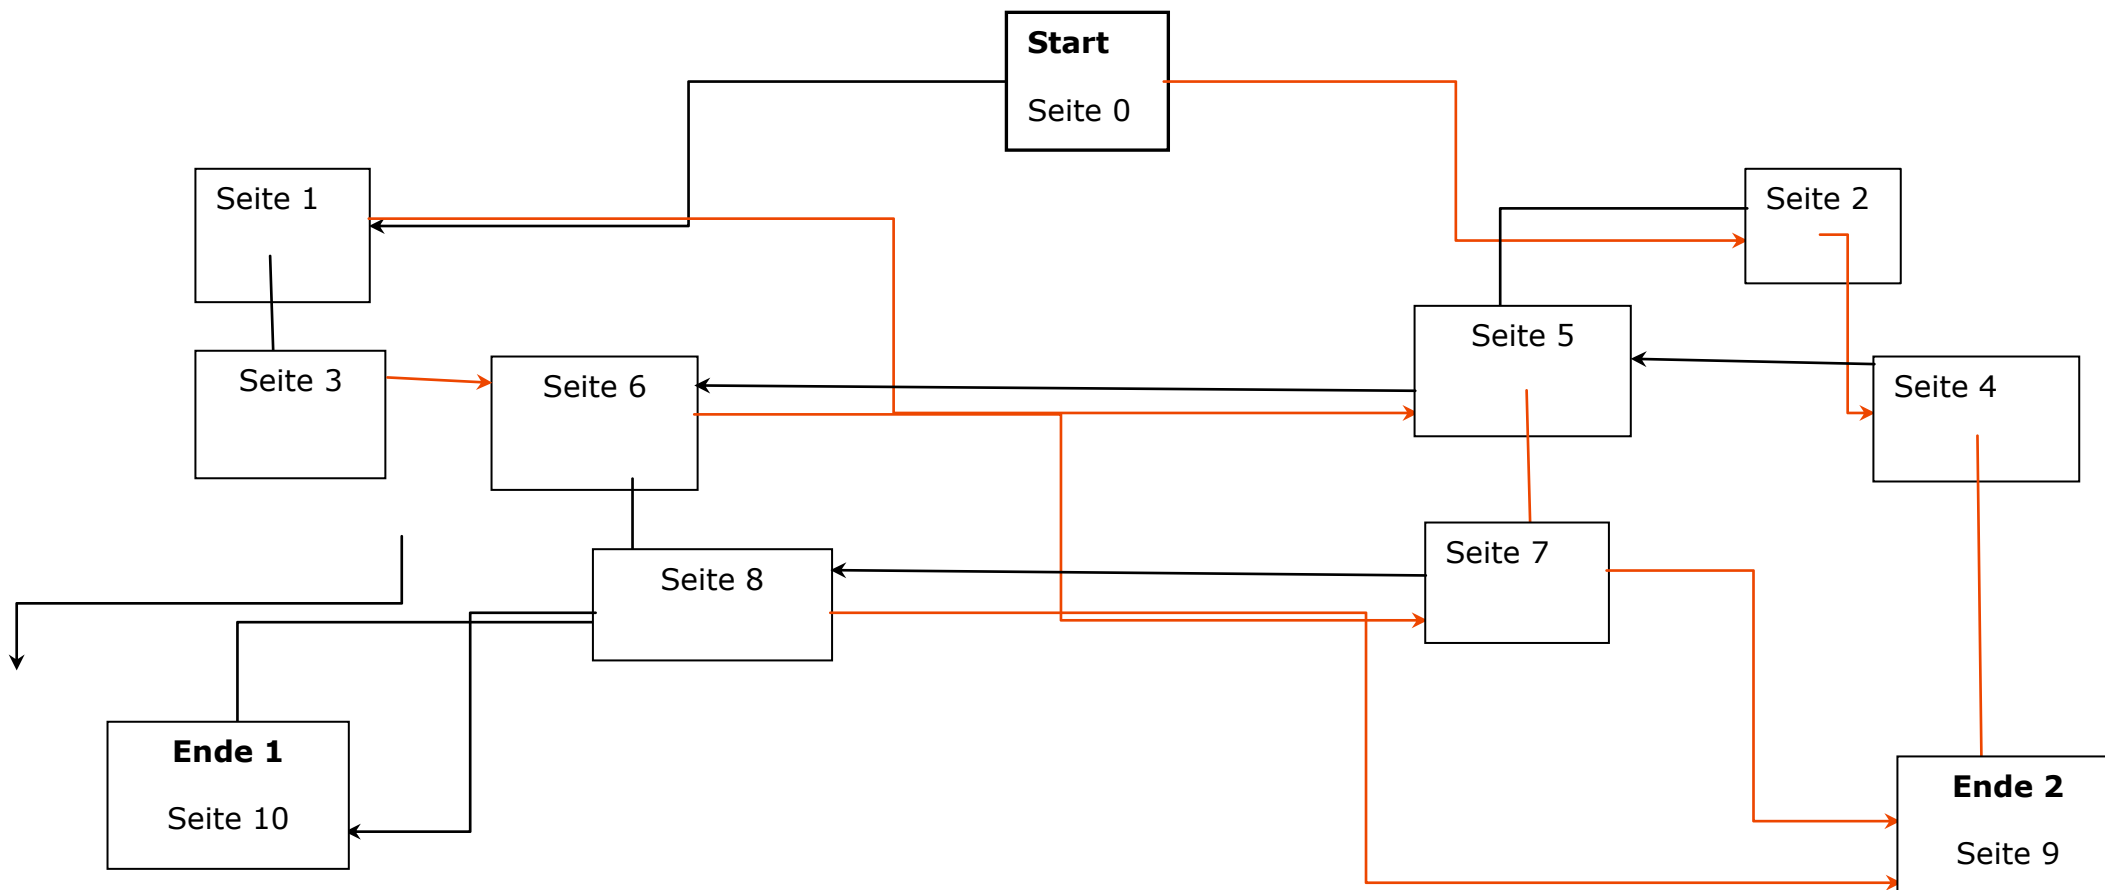 Start
Seite 0
Seite 1
Seite 2
Seite 5
Seite 3
Seite 6
Seite 4
Seite 7
Seite 8
Ende 1
Seite 10
Ende 2
Seite 9